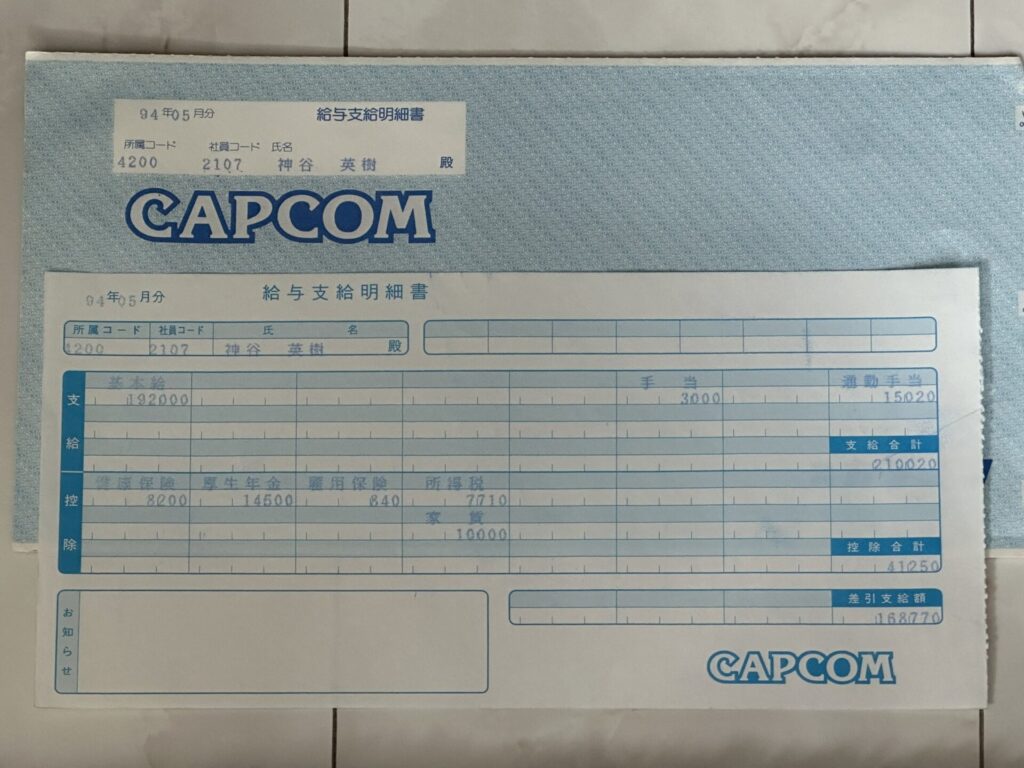 94年05月分 給与支給明細書
所属コード 社員コード 氏名
4200 2107 神谷 英樹 殿
CAPCOM
94年05月分 給与支給明細書
所属コード 社員コード 氏 名
4200 2107 神谷 英樹 殿
支給
基本給 手当 通勤手当
192000 3000 15020
支給合計
210020
控除
健康保険 厚生年金 雇用保険 所得税
8200 14500 840 7710
家賃
10000
控除合計
41250
お知らせ
差引支給額
168770
CAPCOM